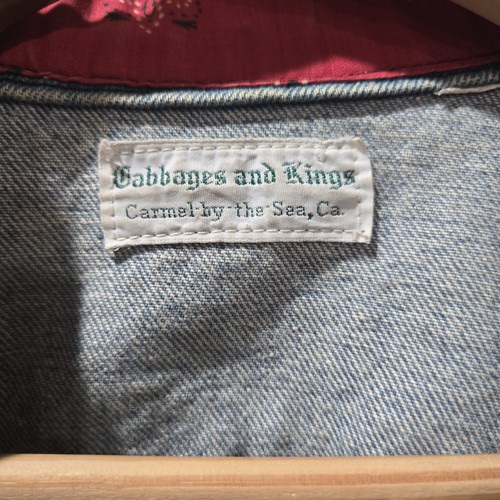 Cabbages and Kings
Carmel-by-the-Sea, Ca.